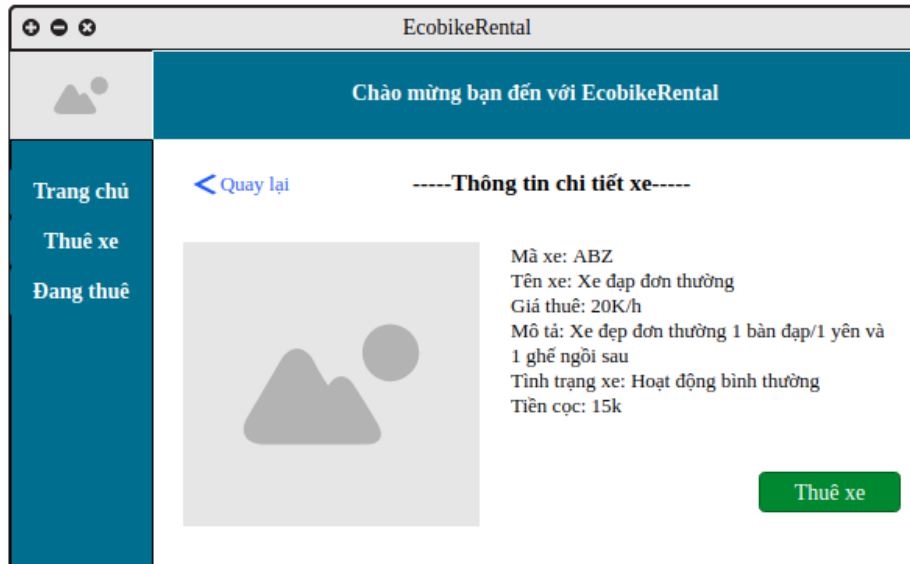 EcobikeRental
Chào mừng bạn đến với EcobikeRental
Trang chủ
Thuê xe
Đang thuê
Quay lại
-----Thông tin chi tiết xe-----
Mã xe: ABZ
Tên xe: Xe đạp đơn thường
Giá thuê: 20K/h
Mô tả: Xe đẹp đơn thường 1 bàn đạp/1 yên và
1 ghế ngồi sau
Tình trạng xe: Hoạt động bình thường
Tiền cọc: 15k
Thuê xe